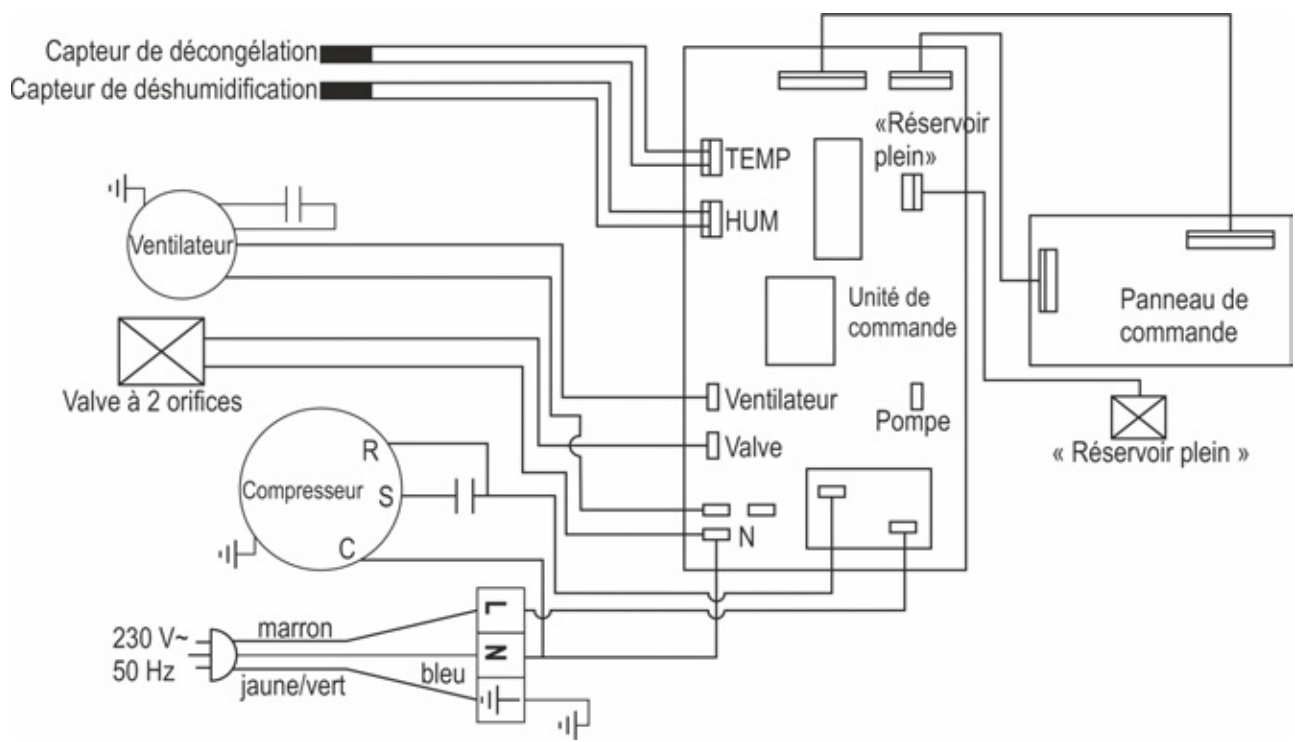 Capteur de décongélation
Capteur de déshumidification
«Réservoir
plein»
TEMP
HUM
Ventilateur
Unité de
commande
Panneau de
commande
Valve à 2 orifices
Ventilateur
Pompe
Valve
« Réservoir plein »
R
Compresseur
S
C
N
L
marron
230 V~
50 Hz
N
bleu
jaune/vert